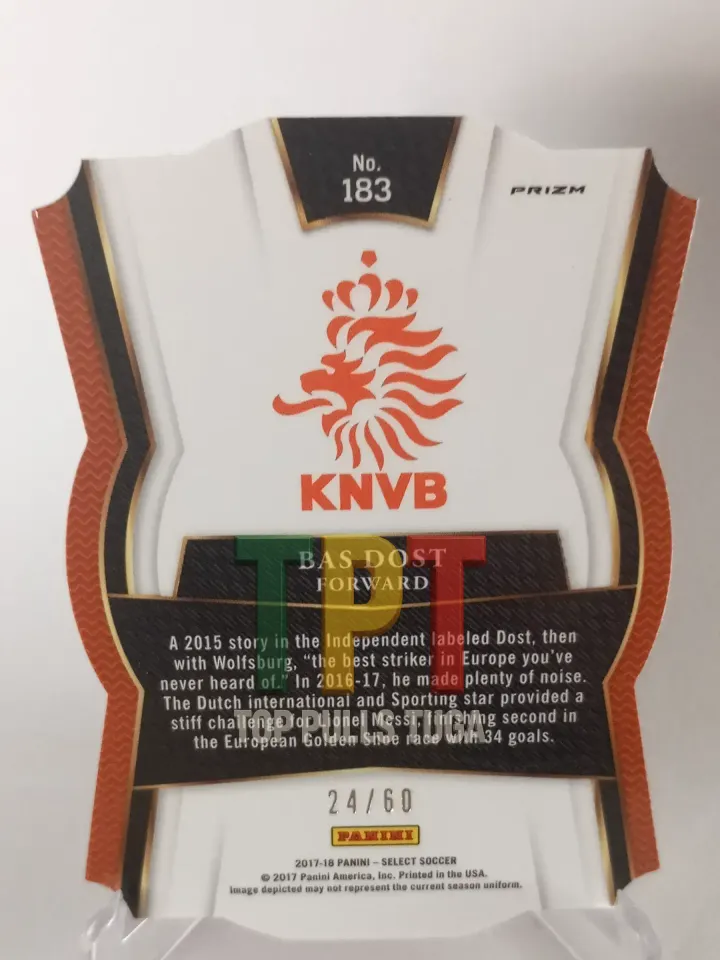 No.
183
PRIZM
KNVB
BAS DOST
FORWARD
TPT
A 2015 story in the Independent labeled Dost, then
with Wolfsburg, “the best striker in Europe you’ve
never heard of.” In 2016-17, he made plenty of noise.
The Dutch international and Sporting star provided a
stiff challenge for Lionel Messi, finishing second in
TOP PULLS TUGA
the European Golden Shoe race with 34 goals.
24/60
PANINI
2017-18 PANINI – SELECT SOCCER
© 2017 Panini America, Inc. Printed in the USA.
Image depicted may not represent the current season uniform.